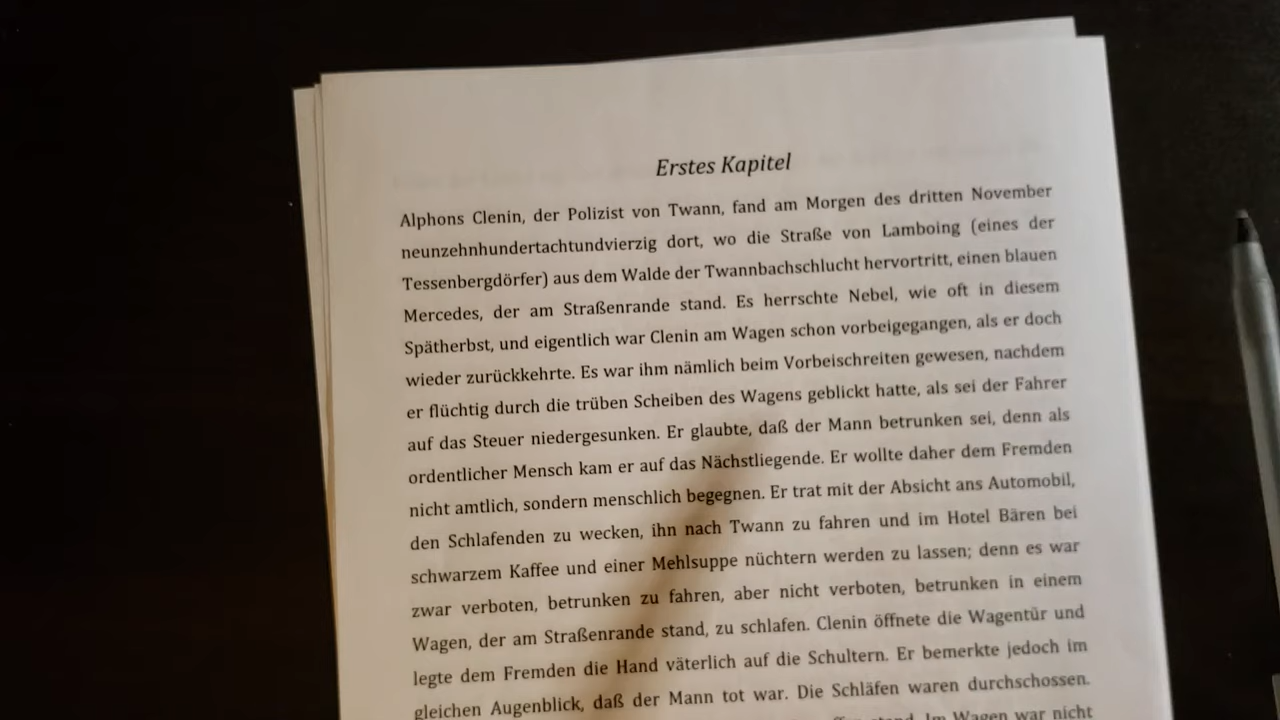 Erstes Kapitel
Alphons Clenin, der Polizist von Twann, fand am Morgen des dritten November
neunzehnhundertachtundvierzig dort, wo die Straße von Lamboing (eines der
Tessenbergdörfer) aus dem Walde der Twannbachschlucht hervortritt, einen blauen
Mercedes, der am Straßenrande stand. Es herrschte Nebel, wie oft in diesem
Spätherbst, und eigentlich war Clenin am Wagen schon vorbeigegangen, als er doch
wieder zurückkehrte. Es war ihm nämlich beim Vorbeischreiten gewesen, nachdem
er flüchtig durch die trüben Scheiben des Wagens geblickt hatte, als sei der Fahrer
auf das Steuer niedergesunken. Er glaubte, daß der Mann betrunken sei, denn als
ordentlicher Mensch kam er auf das Nächstliegende. Er wollte daher dem Fremden
nicht amtlich, sondern menschlich begegnen. Er trat mit der Absicht ans Automobil,
den Schlafenden zu wecken, ihn nach Twann zu fahren und im Hotel Bären bei
schwarzem Kaffee und einer Mehlsuppe nüchtern werden zu lassen; denn es war
zwar verboten, betrunken zu fahren, aber nicht verboten, betrunken in einem
Wagen, der am Straßenrande stand, zu schlafen. Clenin öffnete die Wagentür und
legte dem Fremden die Hand väterlich auf die Schultern. Er bemerkte jedoch im
gleichen Augenblick, daß der Mann tot war. Die Schläfen waren durchschossen.
stand. Im Wagen war nicht